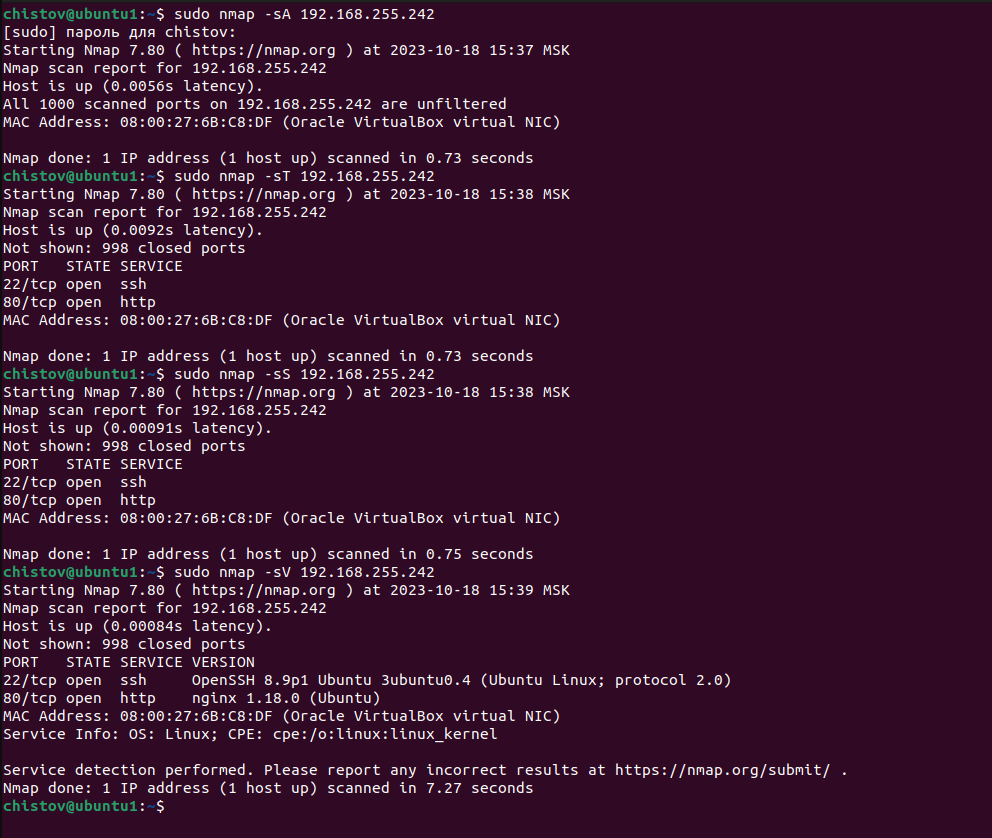 chistov@ubuntu1:~$ sudo nmap -sA 192.168.255.242
[sudo] пароль для chistov:
Starting Nmap 7.80 ( https://nmap.org ) at 2023-10-18 15:37 MSK
Nmap scan report for 192.168.255.242
Host is up (0.0056s latency).
All 1000 scanned ports on 192.168.255.242 are unfiltered
MAC Address: 08:00:27:6B:C8:DF (Oracle VirtualBox virtual NIC)

Nmap done: 1 IP address (1 host up) scanned in 0.73 seconds
chistov@ubuntu1:~$ sudo nmap -sT 192.168.255.242
Starting Nmap 7.80 ( https://nmap.org ) at 2023-10-18 15:38 MSK
Nmap scan report for 192.168.255.242
Host is up (0.0092s latency).
Not shown: 998 closed ports
PORT   STATE SERVICE
22/tcp open  ssh
80/tcp open  http
MAC Address: 08:00:27:6B:C8:DF (Oracle VirtualBox virtual NIC)

Nmap done: 1 IP address (1 host up) scanned in 0.73 seconds
chistov@ubuntu1:~$ sudo nmap -sS 192.168.255.242
Starting Nmap 7.80 ( https://nmap.org ) at 2023-10-18 15:38 MSK
Nmap scan report for 192.168.255.242
Host is up (0.00091s latency).
Not shown: 998 closed ports
PORT   STATE SERVICE
22/tcp open  ssh
80/tcp open  http
MAC Address: 08:00:27:6B:C8:DF (Oracle VirtualBox virtual NIC)

Nmap done: 1 IP address (1 host up) scanned in 0.75 seconds
chistov@ubuntu1:~$ sudo nmap -sV 192.168.255.242
Starting Nmap 7.80 ( https://nmap.org ) at 2023-10-18 15:39 MSK
Nmap scan report for 192.168.255.242
Host is up (0.00084s latency).
Not shown: 998 closed ports
PORT   STATE SERVICE VERSION
22/tcp open  ssh     OpenSSH 8.9p1 Ubuntu 3ubuntu0.4 (Ubuntu Linux; protocol 2.0)
80/tcp open  http    nginx 1.18.0 (Ubuntu)
MAC Address: 08:00:27:6B:C8:DF (Oracle VirtualBox virtual NIC)
Service Info: OS: Linux; CPE: cpe:/o:linux:linux_kernel

Service detection performed. Please report any incorrect results at https://nmap.org/submit/ .
Nmap done: 1 IP address (1 host up) scanned in 7.27 seconds
chistov@ubuntu1:~$